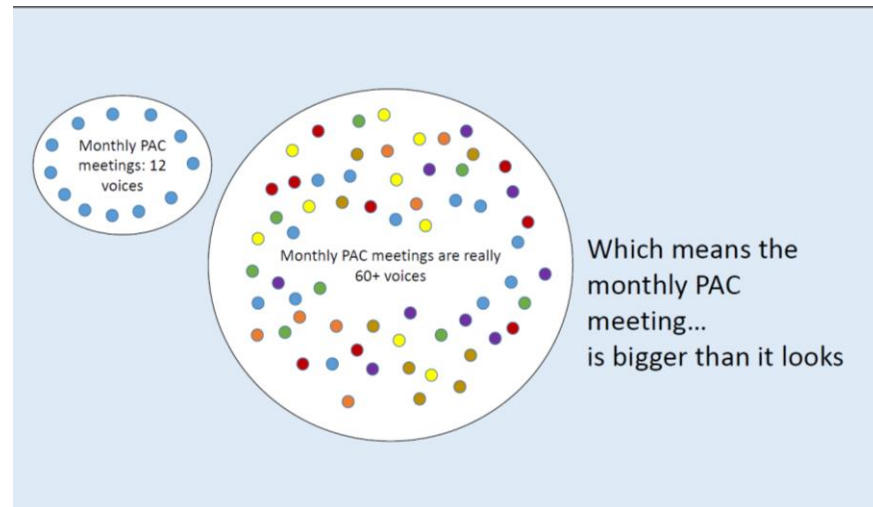 Monthly PAC
meetings: 12
voices
Monthly PAC meetings are really
60+ voices
Which means the
monthly PAC
meeting...
is bigger than it looks